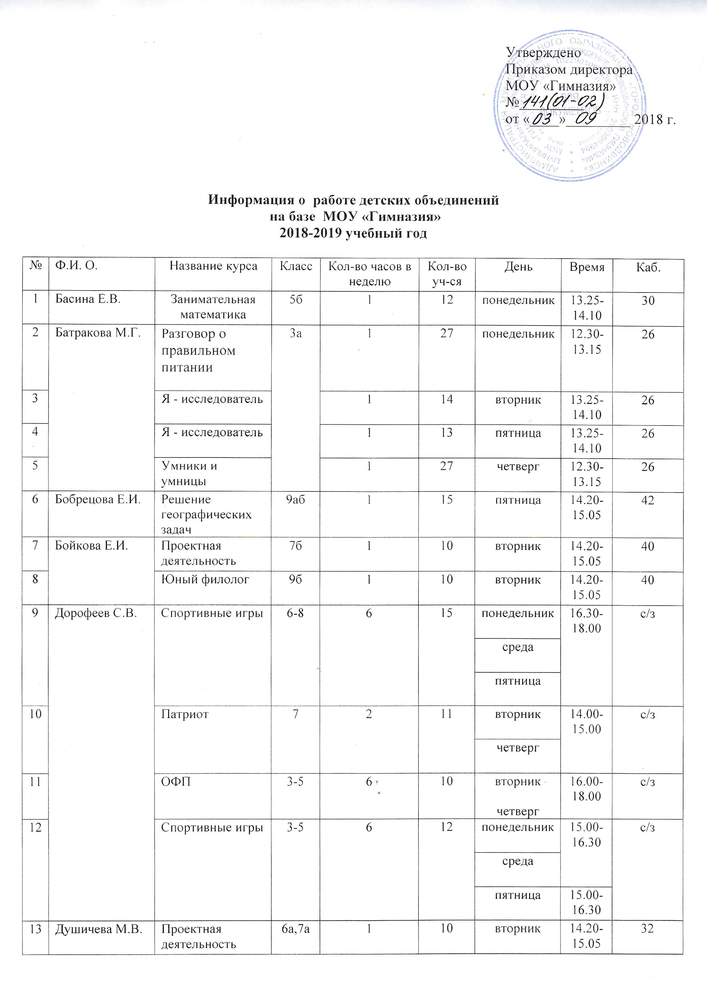 Утверждено
Приказом директора
МОУ «Гимназия»
№ 141(01-02)
от «03» 09 2018 г.
ДЛЯ
ДОКУМЕНТОВ
Информация о работе детских объединений
на базе МОУ «Гимназия»
2018-2019 учебный год
№ Ф.И. О. Название курса Класс Кол-во часов в Кол-во День Время Каб.
неделю уч-ся
1 Басина Е.В. Занимательная 5б 1 12 понедельник 13.25- 30
математика 14.10
2 Батракова М.Г. Разговор о 3а 1 27 понедельник 12.30- 26
правильном 13.15
питании
3 Я - исследователь 1 14 вторник 13.25- 26
14.10
4 Я - исследователь 1 13 пятница 13.25- 26
14.10
5 Умники и 1 27 четверг 12.30- 26
умницы 13.15
6 Бобрецова Е.И. Решение 9аб 1 15 пятница 14.20- 42
географических 15.05
задач
7 Бойкова Е.И. Проектная 7б 1 10 вторник 14.20- 40
деятельность 15.05
8 Юный филолог 9б 1 10 вторник 14.20- 40
15.05
9 Дорофеев С.В. Спортивные игры 6-8 6 15 понедельник 16.30- с/з
18.00
среда
пятница
10 Патриот 7 2 11 вторник 14.00- с/з
15.00
четверг
11 ОФП 3-5 6 10 вторник 16.00- с/з
18.00
четверг
12 Спортивные игры 3-5 6 12 понедельник 15.00- с/з
16.30
среда
пятница 15.00-
16.30
13 Душичева М.В. Проектная 6а,7а 1 10 вторник 14.20- 32
деятельность 15.05